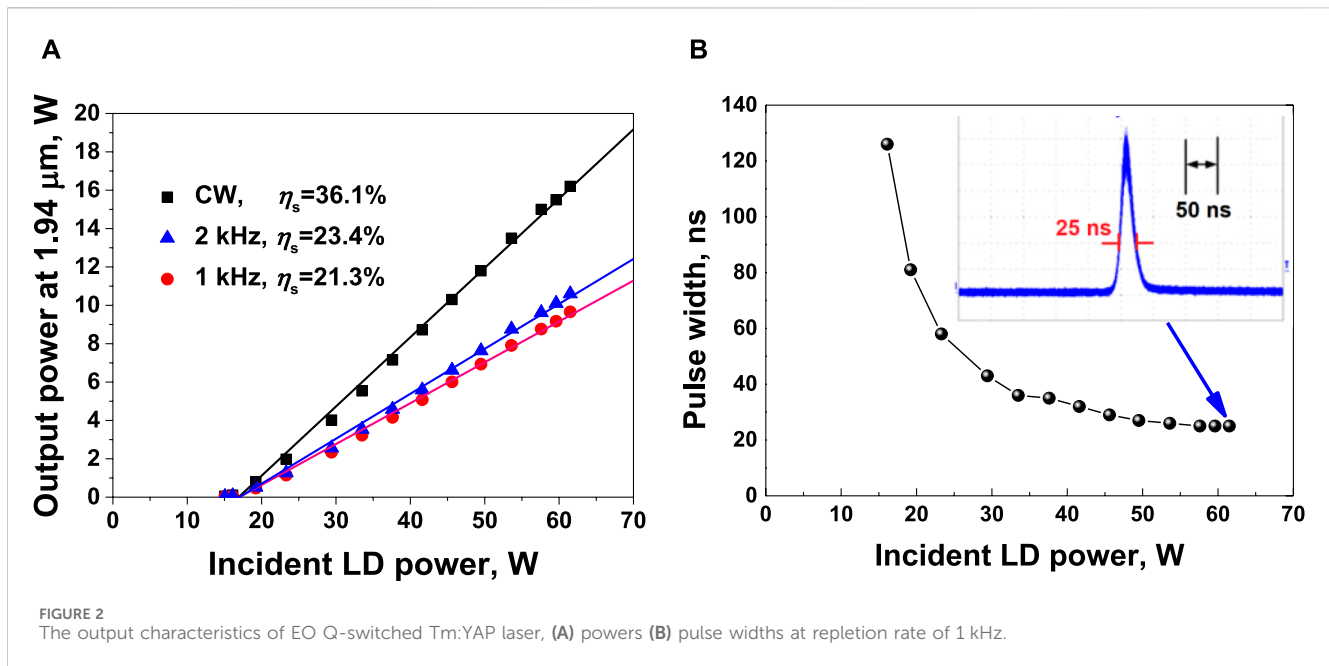 A
Output power at 1.94 μm, W
20
18
16
14
12
10
8
6
4
2
0
CW, ηs=36.1%
2 kHz, ηs=23.4%
1 kHz, ηs=21.3%
0 10 20 30 40 50 60 70
Incident LD power, W
B
Pulse width, ns
140
120
100
80
60
40
20
0
25 ns
50 ns
0 10 20 30 40 50 60 70
Incident LD power, W
FIGURE 2
The output characteristics of EO Q-switched Tm:YAP laser, (A) powers (B) pulse widths at repletion rate of 1 kHz.